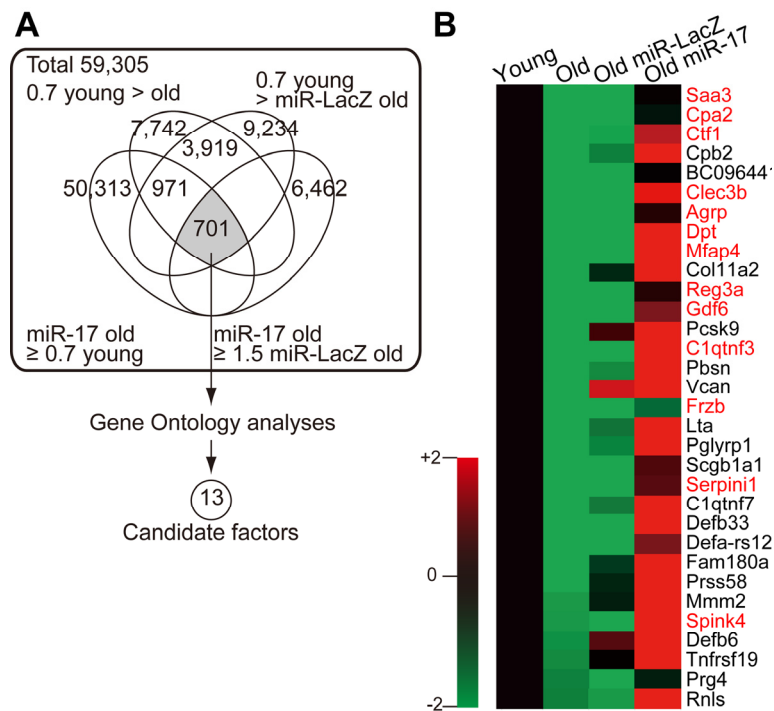 A
Total 59,305
0.7 young > old
0.7 young
> miR-LacZ old
7,742
9,234
3,919
50,313
971
6,462
701
miR-17 old
≥ 0.7 young
miR-17 old
≥ 1.5 miR-LacZ old
Gene Ontology analyses
13
Candidate factors
B
Young
Old
Old miR-LacZ
Old miR-17
Saa3
Cpa2
Ctf1
Cpb2
BC096441
Clec3b
Agrp
Dpt
Mfap4
Col11a2
Reg3a
Gdf6
Pcsk9
C1qtnf3
Pbsn
Vcan
Frzb
Lta
Pglyrp1
Scgb1a1
Serpini1
C1qtnf7
Defb33
Defa-rs12
Fam180a
Prss58
Mmm2
Spink4
Defb6
Tnfrsf19
Prg4
Rnls
+2
0
-2